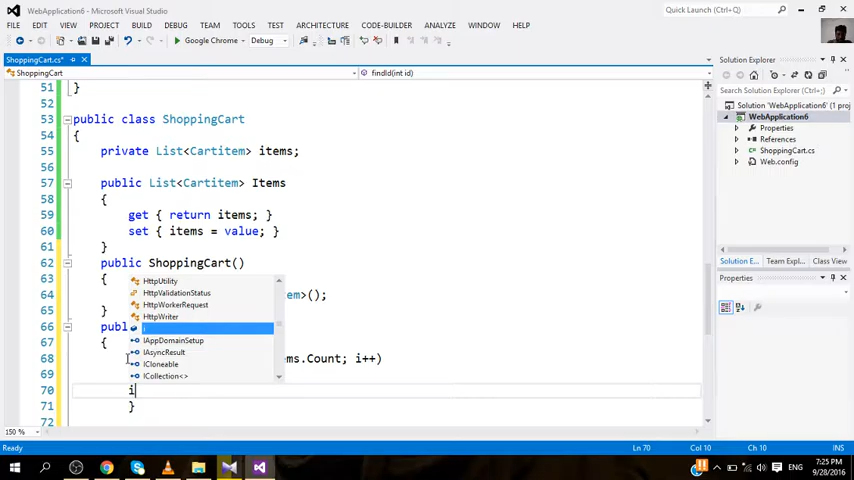 WebApplication6 - Microsoft Visual Studio
Quick Launch (Ctrl+Q)
FILE EDIT VIEW PROJECT BUILD DEBUG TEAM TOOLS TEST ARCHITECTURE CODE-BUILDER ANALYZE WINDOW HELP
Google Chrome Debug
ShoppingCart.cs*
ShoppingCart findId(int id)
51 }
52
53 public class ShoppingCart
54 {
55 private List<Cartitem> items;
56
57 public List<Cartitem> Items
58 {
59 get { return items; }
60 set { items = value; }
61 }
62 public ShoppingCart()
63 {
64 em>();
65 }
66 publ
67 {
68 ms.Count; i++)
69
70 i
71 }
72
HttpUtility
HttpValidationStatus
HttpWorkerRequest
HttpWriter
i
IAppDomainSetup
IAsyncResult
ICloneable
ICollection<>
150 %
Solution Explorer
Search Solution Explorer (Ctrl+;)
Solution 'WebApplication6' (1 proj
WebApplication6
Properties
References
ShoppingCart.cs
Web.config
Solution E... Team Expl... Class View
Properties
Ready Ln 70 Col 10 Ch 10 INS
ENG
7:25 PM
9/28/2016